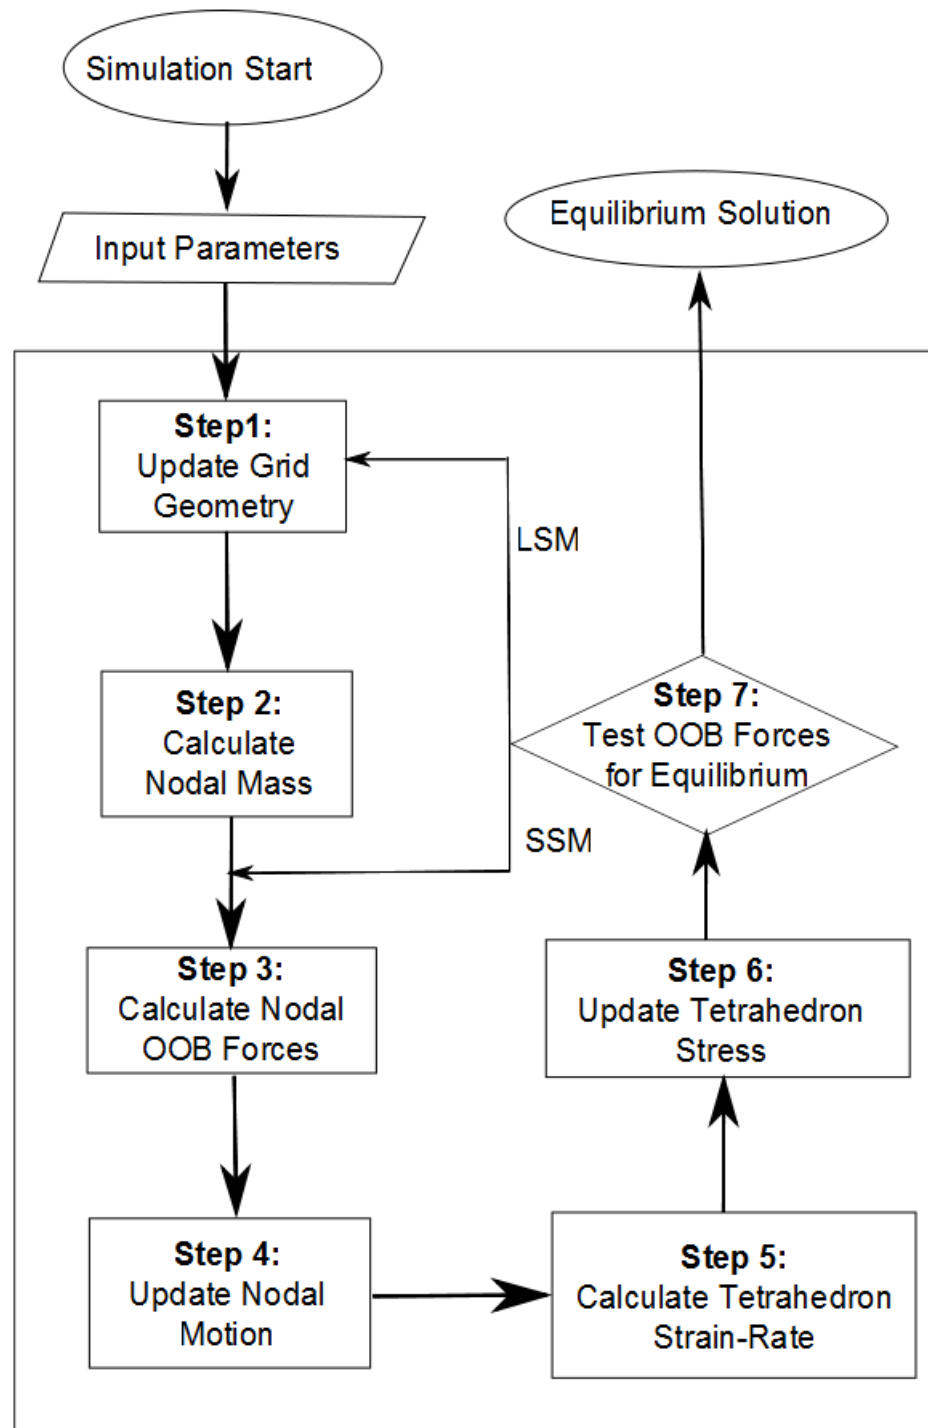 Simulation Start
Input Parameters
Equilibrium Solution
Step1:
Update Grid
Geometry
LSM
Step 2:
Calculate
Nodal Mass
SSM
Step 3:
Calculate Nodal
OOB Forces
Step 4:
Update Nodal
Motion
Step 5:
Calculate Tetrahedron
Strain-Rate
Step 6:
Update Tetrahedron
Stress
Step 7:
Test OOB Forces
for Equilibrium